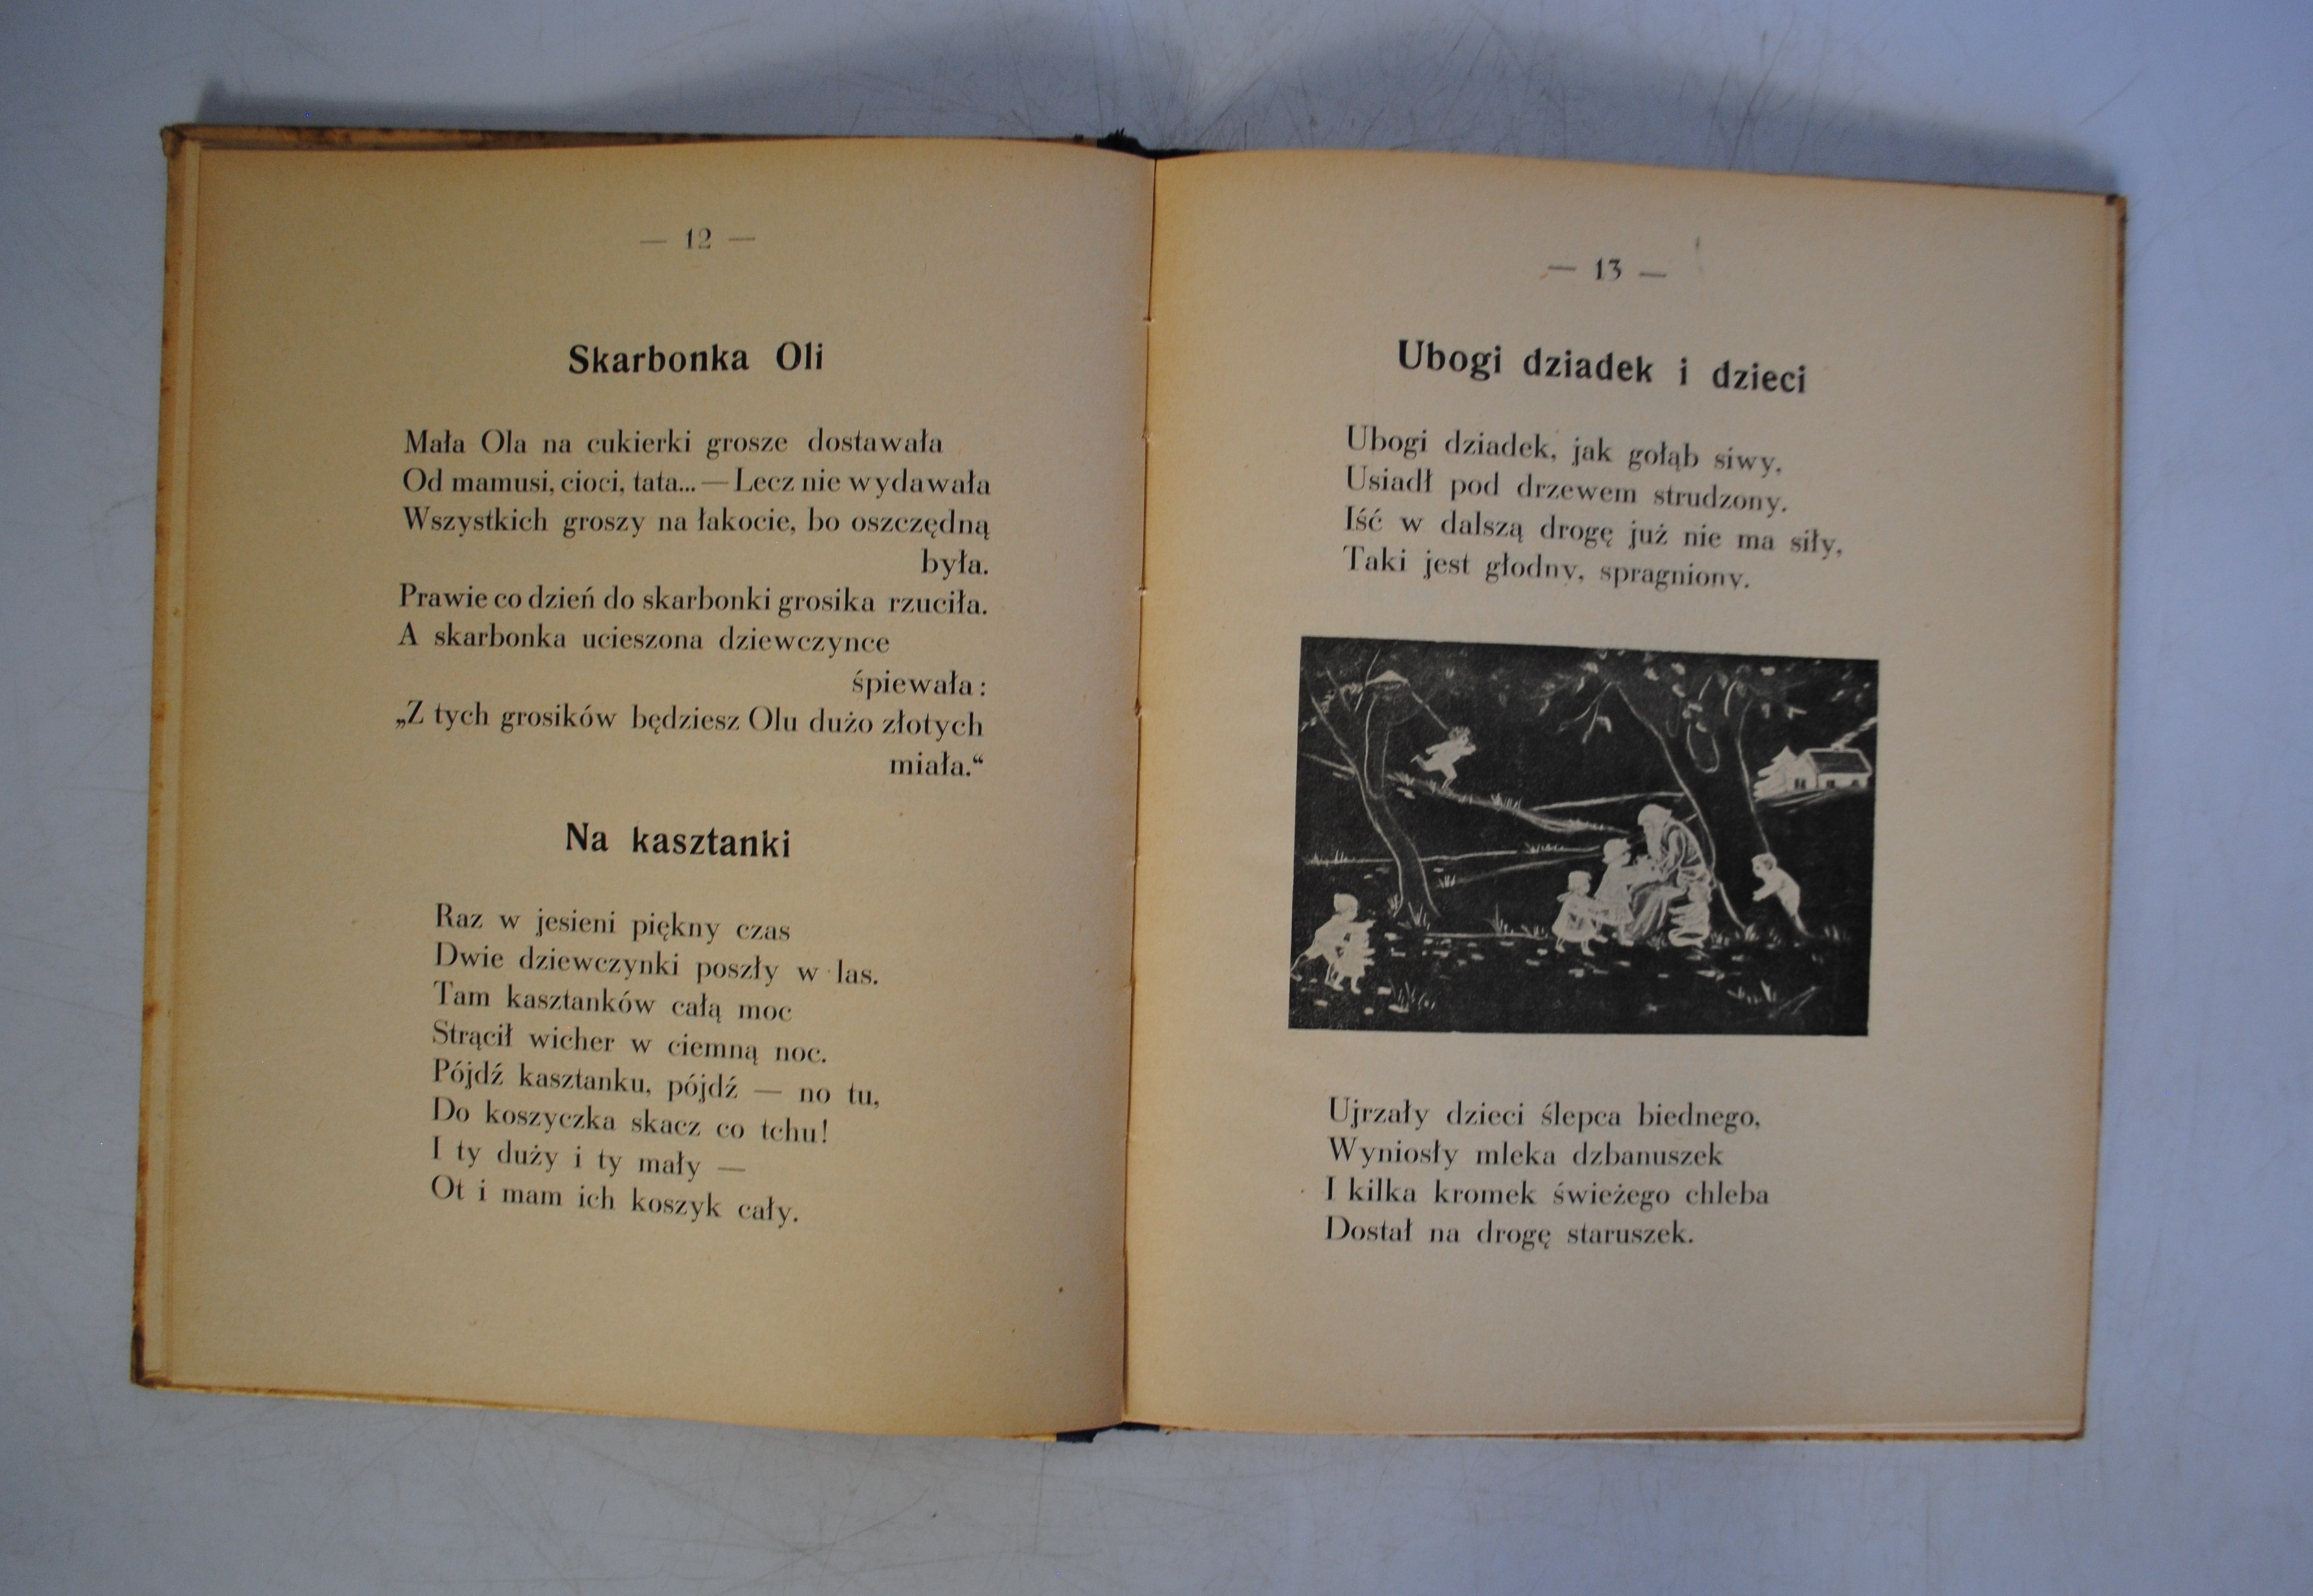 — 12 —
Skarbonka Oli
Mała Ola na cukierki grosze dostawała
Od mamusi, cioci, tata... — Lecz nie wydawała
Wszystkich groszy na łakocie, bo oszczędną
była.
Prawie co dzień do skarbonki grosika rzuciła.
A skarbonka ucieszona dziewczynce
śpiewała:
„Z tych grosików będziesz Olu dużo złotych
miała.“
Na kasztanki
Raz w jesieni piękny czas
Dwie dziewczynki poszły w las.
Tam kasztanków całą moc
Strącił wicher w ciemną noc.
Pójdź kasztanku, pójdź — no tu,
Do koszyczka skacz co tchu!
I ty duży i ty mały —
Ot i mam ich koszyk cały.
— 13 —
Ubogi dziadek i dzieci
Ubogi dziadek, jak gołąb siwy,
Usiadł pod drzewem strudzony.
Iść w dalszą drogę już nie ma siły,
Taki jest głodny, spragniony.
Ujrzały dzieci ślepca biednego,
Wyniosły mleka dzbanuszek
I kilka kromek świeżego chleba
Dostał na drogę staruszek.